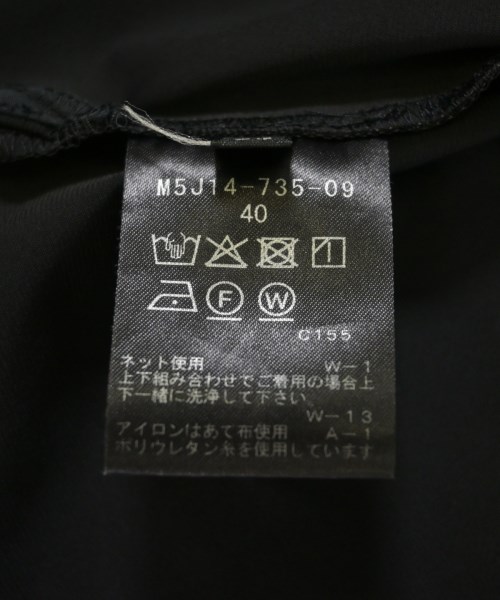 M5J14-735-09
40
F W
C155
ネット使用 W-1
上下組み合わせでご着用の場合上
下一緒に洗浄して下さい。
W-13
アイロンはあて布使用 A-1
ポリウレタン糸を使用しています。